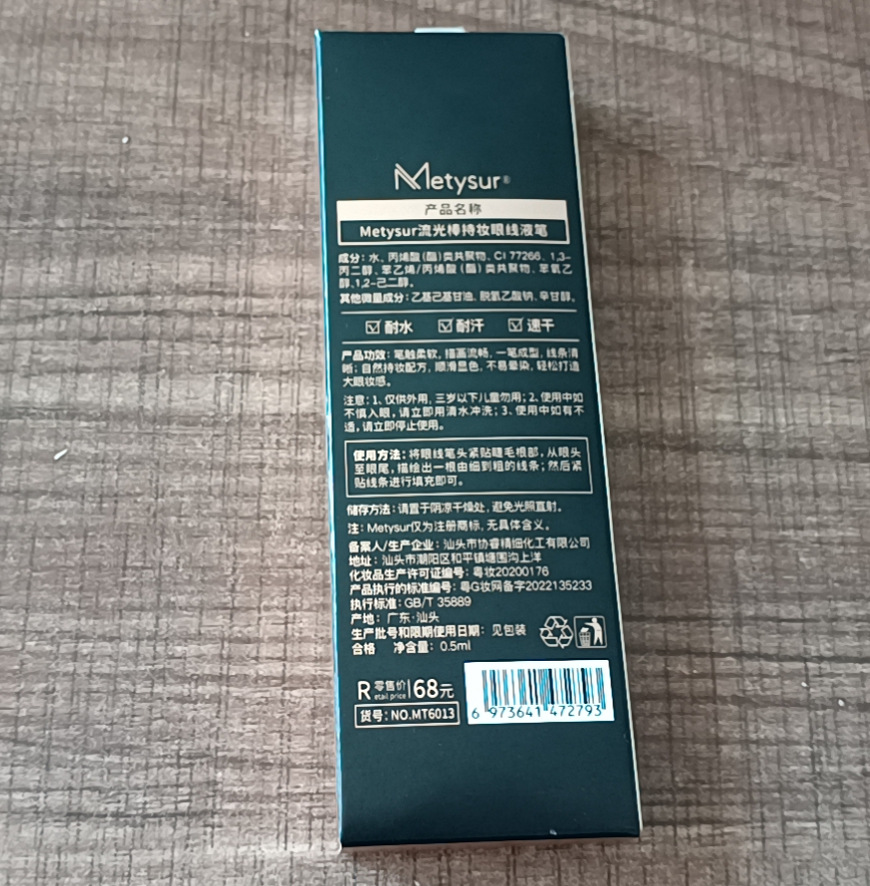 Metysur®
产品名称
Metysur流光棒持妆眼线液笔
成分：水、丙烯酸（酯）类共聚物、CI 77266、1,3-
丙二醇、苯乙烯/丙烯酸（酯）类共聚物、苯氧乙
醇、1,2-己二醇。
其他微量成分：乙基己基甘油、脱氢乙酸钠、辛甘醇。
耐水 耐汗 速干
产品功效：笔触柔软，描画流畅，一笔成型，线条清
晰；自然持妆配方，顺滑显色，不易晕染，轻松打造
大眼妆感。
注意：1、仅供外用，三岁以下儿童勿用；2、使用中如
不慎入眼，请立即用清水冲洗；3、使用中如有不
适，请立即停止使用。
使用方法：将眼线笔头紧贴睫毛根部，从眼头
至眼尾，描绘出一根由细到粗的线条；然后紧
贴线条进行填充即可。
储存方法：请置于阴凉干燥处，避免光照直射。
注：Metysur仅为注册商标，无具体含义。
备案人/生产企业：汕头市协睿精细化工有限公司
地址：汕头市潮阳区和平镇塘围沟上洋
化妆品生产许可证编号：粤妆20200176
产品执行的标准编号：粤G妆网备字2022135233
执行标准：GB/T 35889
产地：广东·汕头
生产批号和限期使用日期：见包装
合格 净含量：0.5ml
R零售价etail price|68元
货号：NO.MT6013
6 973641 472793